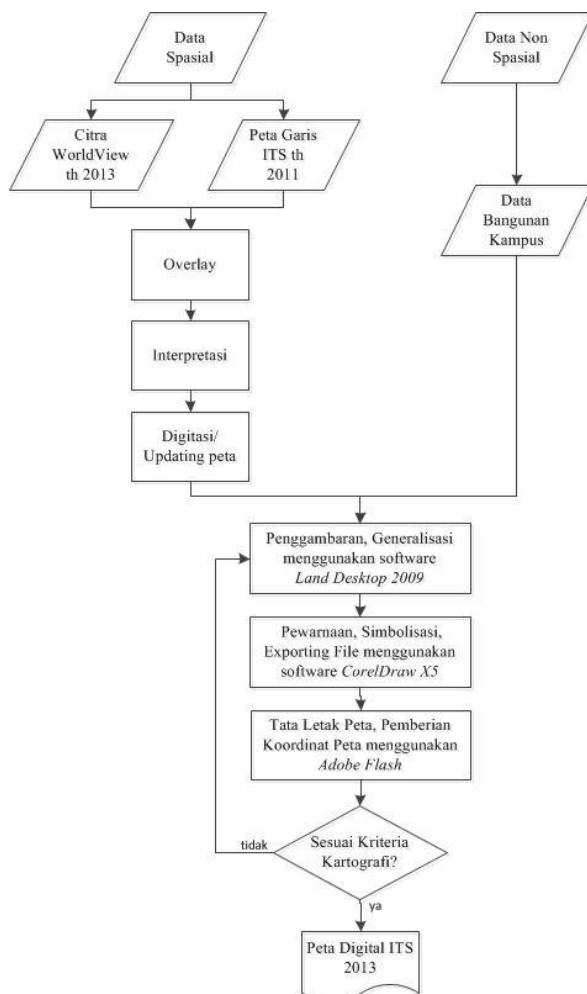 Data
Spasial
Data Non
Spasial
Citra
WorldView
th 2013
Peta Garis
ITS th
2011
Data
Bangunan
Kampus
Overlay
Interpretasi
Digitasi/
Updating peta
Penggambaran, Generalisasi
menggunakan software
Land Desktop 2009
Pewarnaan, Simbolisasi,
Exporting File menggunakan
software CorelDraw X5
Tata Letak Peta, Pemberian
Koordinat Peta menggunakan
Adobe Flash
Sesuai Kriteria
Kartografi?
tidak
ya
Peta Digital ITS
2013